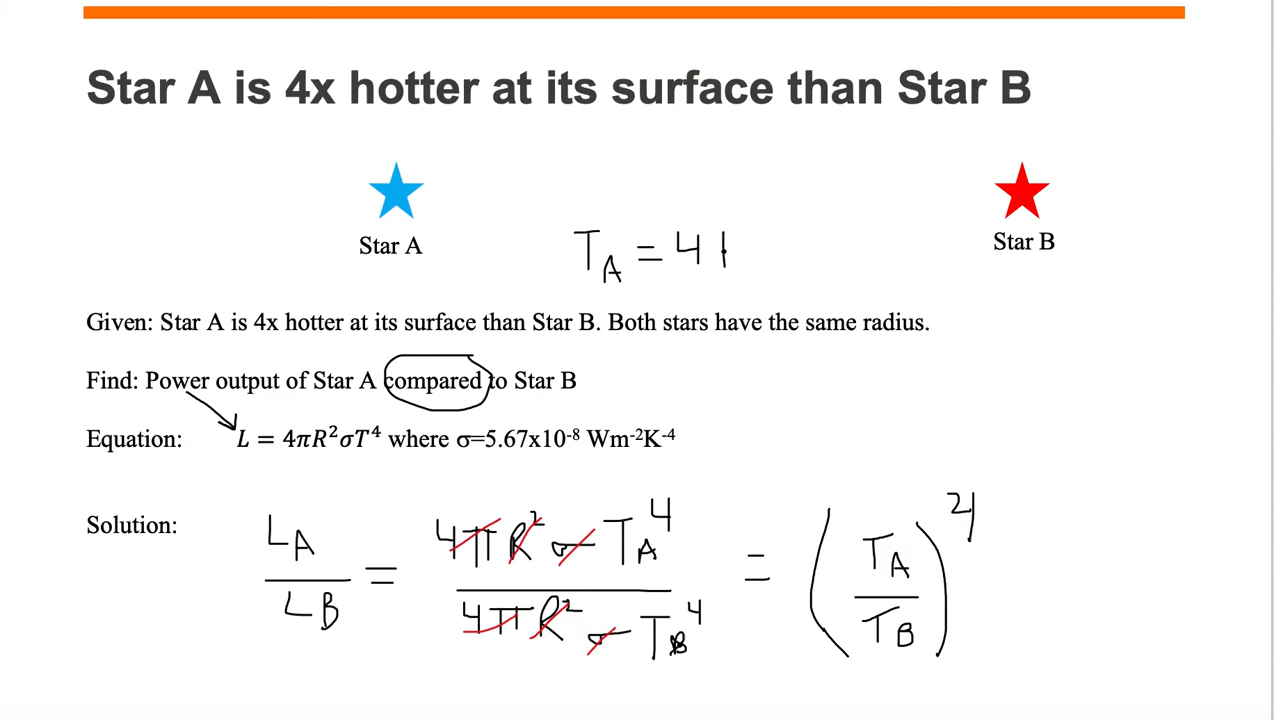 Star A is 4x hotter at its surface than Star B
Star A
Star B
T_A = 4
Given: Star A is 4x hotter at its surface than Star B. Both stars have the same radius.
Find: Power output of Star A compared to Star B
Equation: L = 4πR²σT⁴ where σ=5.67x10⁻⁸ Wm⁻²K⁻⁴
Solution:
L_A / L_B = 4πR²σT_A⁴ / 4πR²σT_B⁴ = (T_A / T_B)⁴